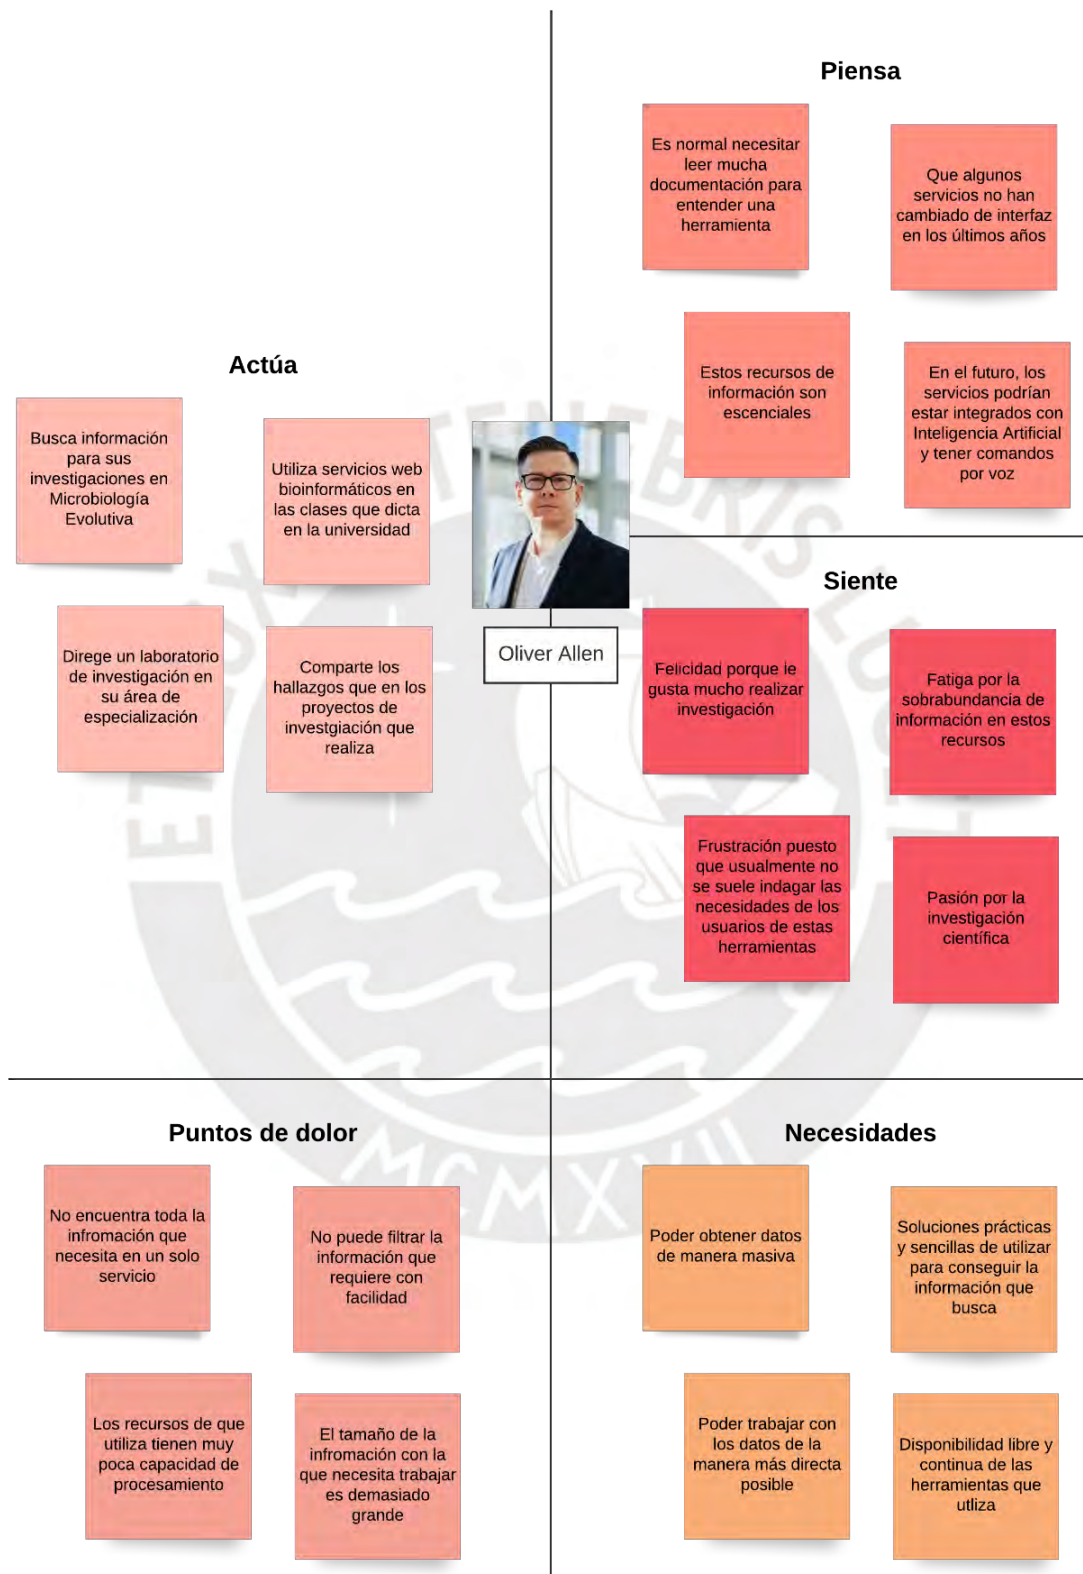 Piensa
Es normal necesitar
leer mucha
documentación para
entender una
herramienta
Que algunos
servicios no han
cambiado de interfaz
en los últimos años
Estos recursos de
información son
escenciales
En el futuro, los
servicios podrían
estar integrados con
Inteligencia Artificial
y tener comandos
por voz
Actúa
Busca información
para sus
investigaciones en
Microbiología
Evolutiva
Utiliza servicios web
bioinformáticos en
las clases que dicta
en la universidad
Direge un laboratorio
de investigación en
su área de
especialización
Comparte los
hallazgos que en los
proyectos de
investgiación que
realiza
Oliver Allen
Siente
Felicidad porque le
gusta mucho realizar
investigación
Fatiga por la
sobrabundancia de
información en estos
recursos
Frustración puesto
que usualmente no
se suele indagar las
necesidades de los
usuarios de estas
herramientas
Pasión por la
investigación
científica
Puntos de dolor
No encuentra toda la
infromación que
necesita en un solo
servicio
No puede filtrar la
información que
requiere con
facilidad
Los recursos de que
utiliza tienen muy
poca capacidad de
procesamiento
El tamaño de la
infromación con la
que necesita trabajar
es demasiado
grande
Necesidades
Poder obtener datos
de manera masiva
Soluciones prácticas
y sencillas de utilizar
para conseguir la
información que
busca
Poder trabajar con
los datos de la
manera más directa
posible
Disponibilidad libre y
continua de las
herramientas que
utliza
MCMXVII